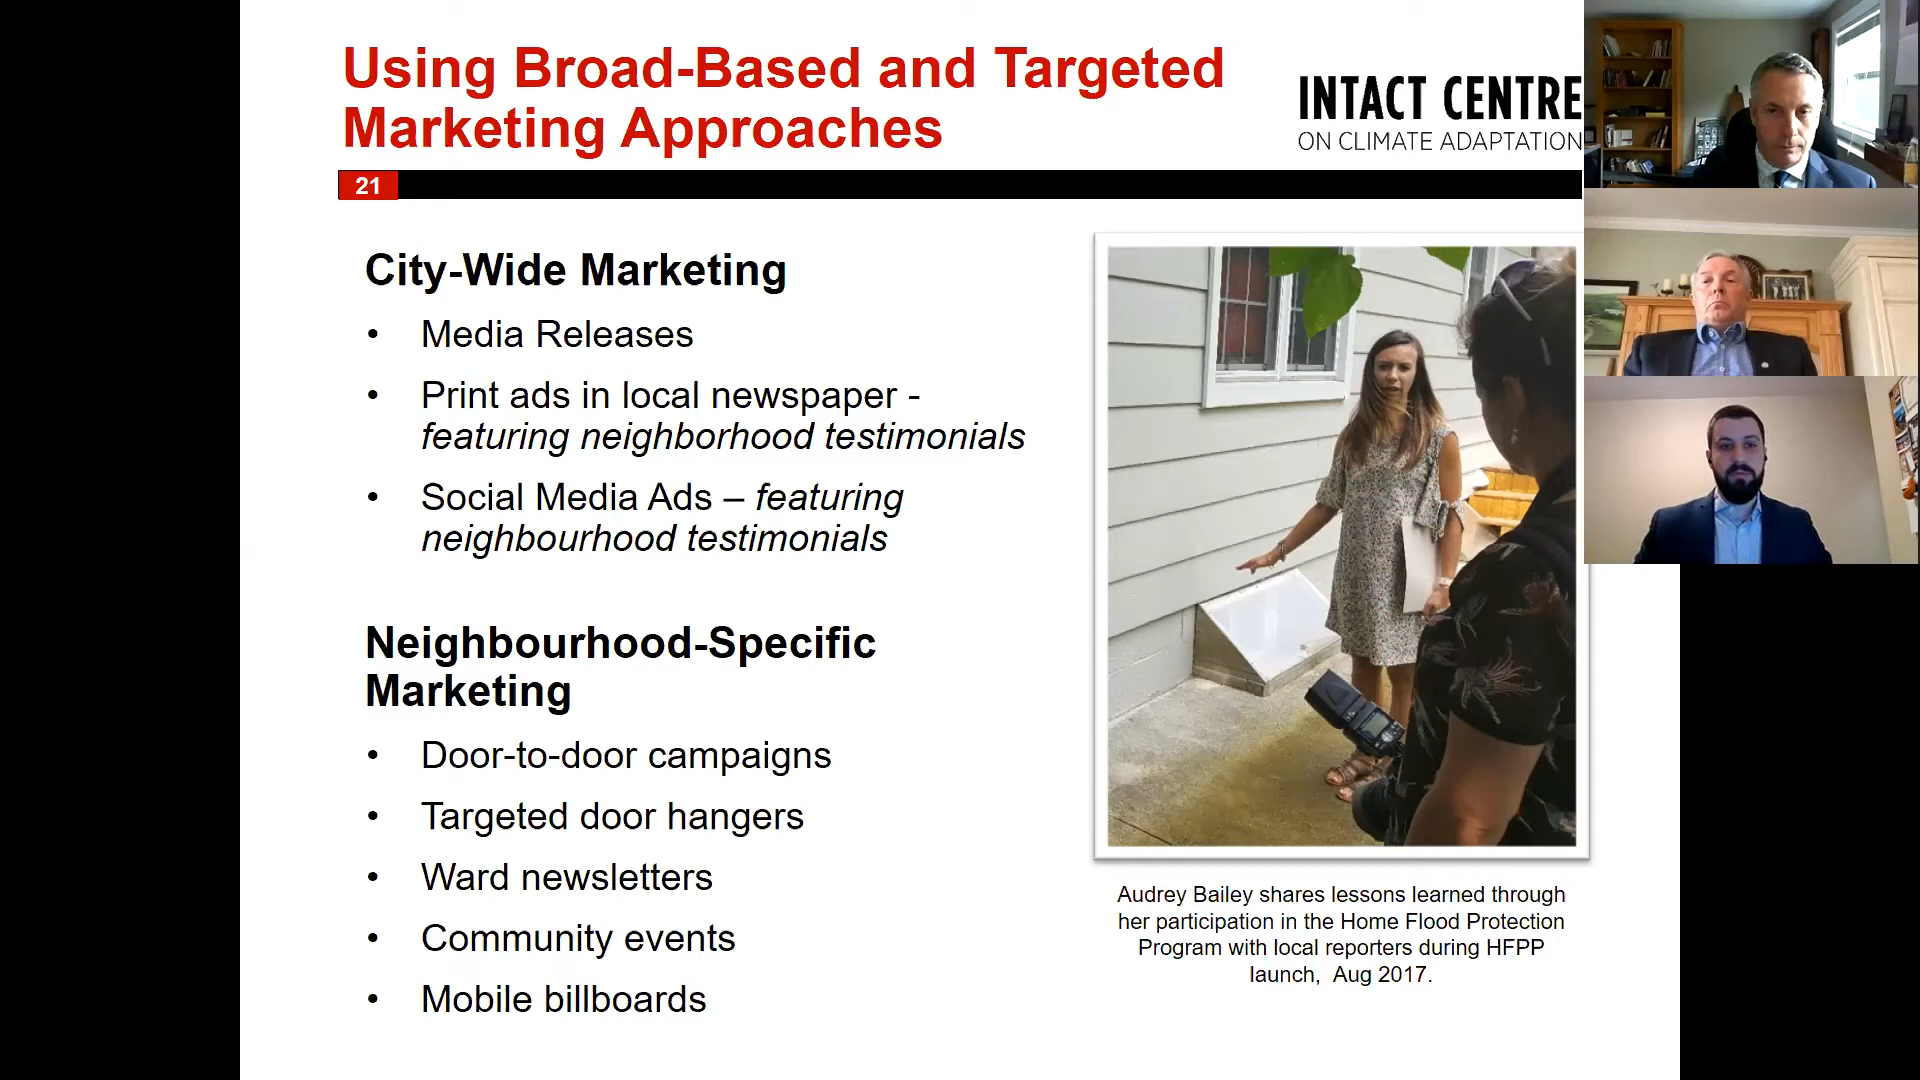 Using Broad-Based and Targeted
Marketing Approaches
INTACT CENTRE
ON CLIMATE ADAPTATION
21
City-Wide Marketing
• Media Releases
• Print ads in local newspaper -
featuring neighborhood testimonials
• Social Media Ads – featuring
neighbourhood testimonials
Neighbourhood-Specific
Marketing
• Door-to-door campaigns
• Targeted door hangers
• Ward newsletters
• Community events
• Mobile billboards
Audrey Bailey shares lessons learned through
her participation in the Home Flood Protection
Program with local reporters during HFPP
launch, Aug 2017.